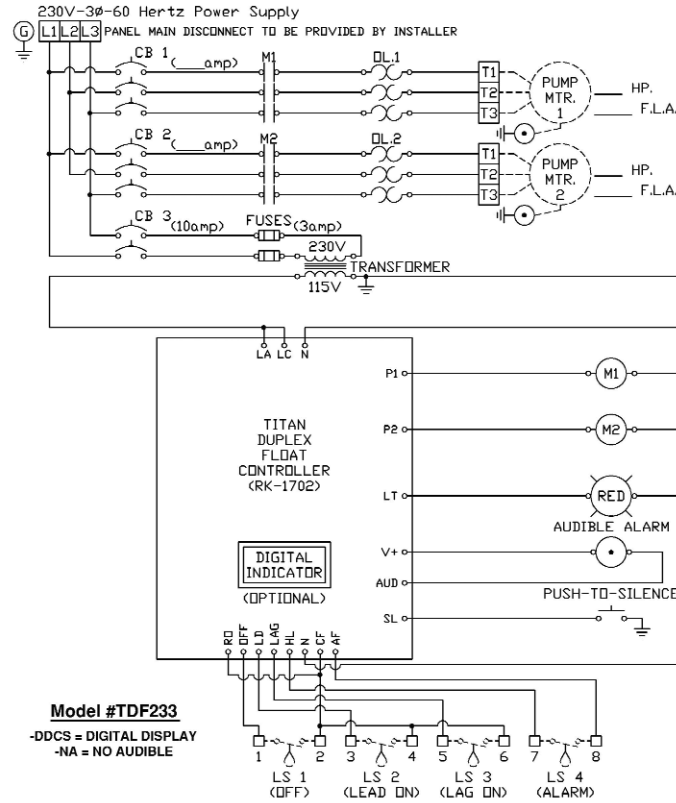 230V-3ø-60 Hertz Power Supply
G L1 L2 L3 PANEL MAIN DISCONNECT TO BE PROVIDED BY INSTALLER
CB 1 (____amp) M1 OL.1
T1
T2
T3
PUMP
MTR.
1
HP.
F.L.A.
CB 2 (____amp) M2 OL.2
T1
T2
T3
PUMP
MTR.
2
HP.
F.L.A.
CB 3 (10amp) FUSES (3amp)
230V
TRANSFORMER
115V
LA LC N
P1 M1
TITAN
DUPLEX
FLOAT
CONTROLLER
(RK-1702)
P2 M2
LT RED
AUDIBLE ALARM
V+
AUD
PUSH-TO-SILENCE
SL
DIGITAL
INDICATOR
(OPTIONAL)
RO OFF LD LAG HL N CF AF
Model #TDF233
-DDCS = DIGITAL DISPLAY
-NA = NO AUDIBLE
1 2 3 4 5 6 7 8
LS 1 LS 2 LS 3 LS 4
(OFF) (LEAD ON) (LAG ON) (ALARM)